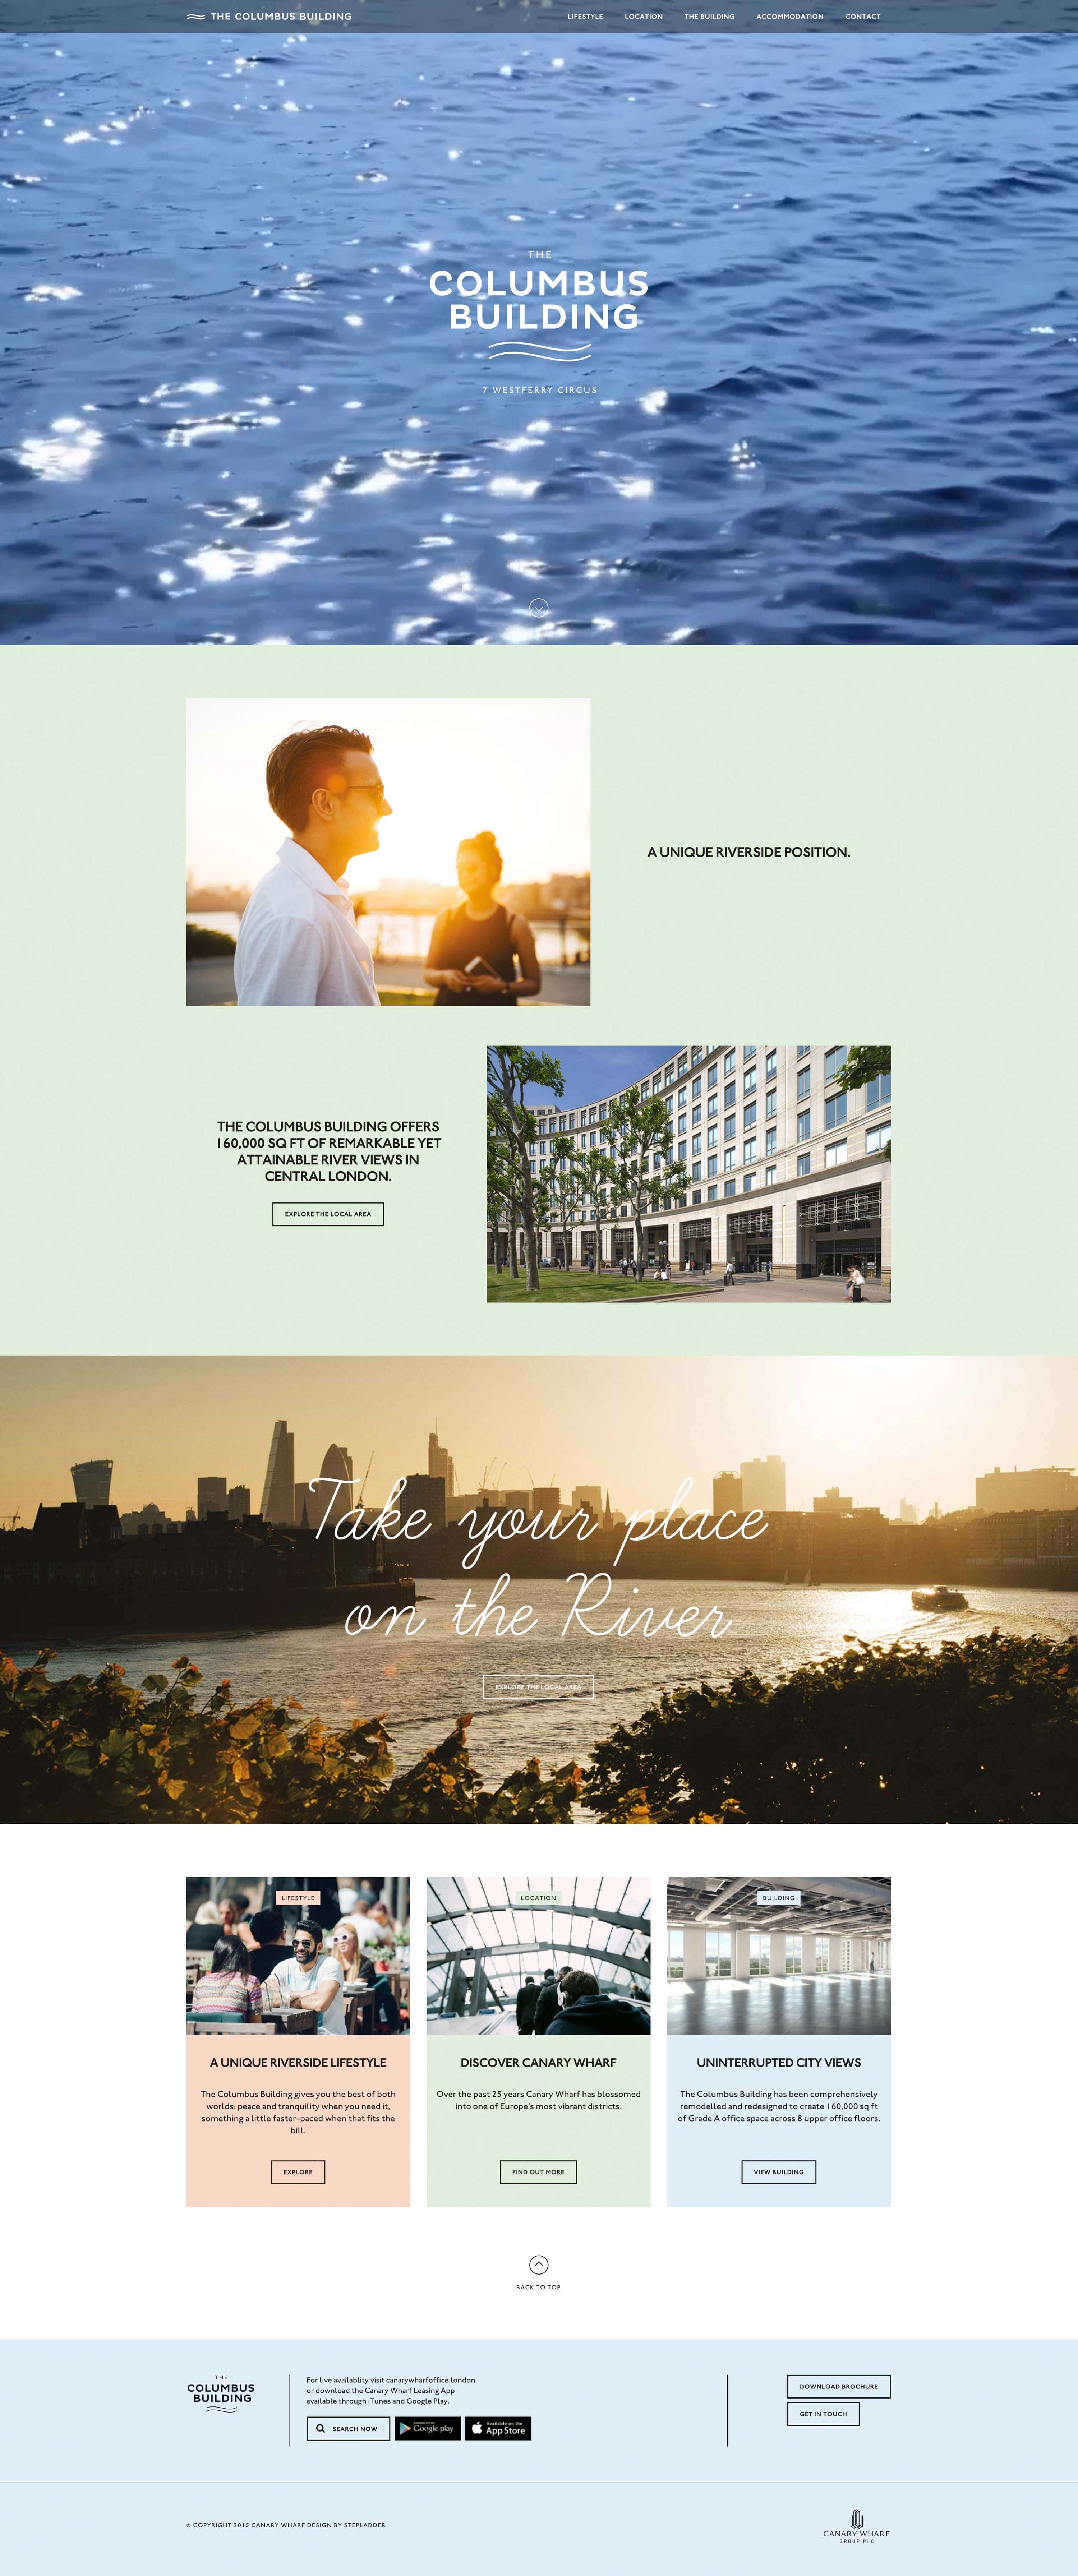 THE COLUMBUS BUILDING
LIFESTYLE LOCATION THE BUILDING ACCOMMODATION CONTACT
THE
COLUMBUS
BUILDING
7 WESTFERRY CIRCUS
A UNIQUE RIVERSIDE POSITION.
THE COLUMBUS BUILDING OFFERS
160,000 SQ FT OF REMARKABLE YET
ATTAINABLE RIVER VIEWS IN
CENTRAL LONDON.
EXPLORE THE LOCAL AREA
Take your place
on the River
EXPLORE THE LOCAL AREA
LIFESTYLE
A UNIQUE RIVERSIDE LIFESTYLE
The Columbus Building gives you the best of both
worlds: peace and tranquility when you need it,
something a little faster-paced when that fits the
bill.
EXPLORE
LOCATION
DISCOVER CANARY WHARF
Over the past 25 years Canary Wharf has blossomed
into one of Europe's most vibrant districts.
FIND OUT MORE
BUILDING
UNINTERRUPTED CITY VIEWS
The Columbus Building has been comprehensively
remodelled and redesigned to create 160,000 sq ft
of Grade A office space across 8 upper office floors.
VIEW BUILDING
BACK TO TOP
THE
COLUMBUS
BUILDING
For live availablity visit canarywharfoffice.london
or download the Canary Wharf Leasing App
available through iTunes and Google Play.
SEARCH NOW
Google play
Available on the
App Store
DOWNLOAD BROCHURE
GET IN TOUCH
© COPYRIGHT 2015 CANARY WHARF DESIGN BY STEPLADDER
CANARY WHARF
GROUP PLC